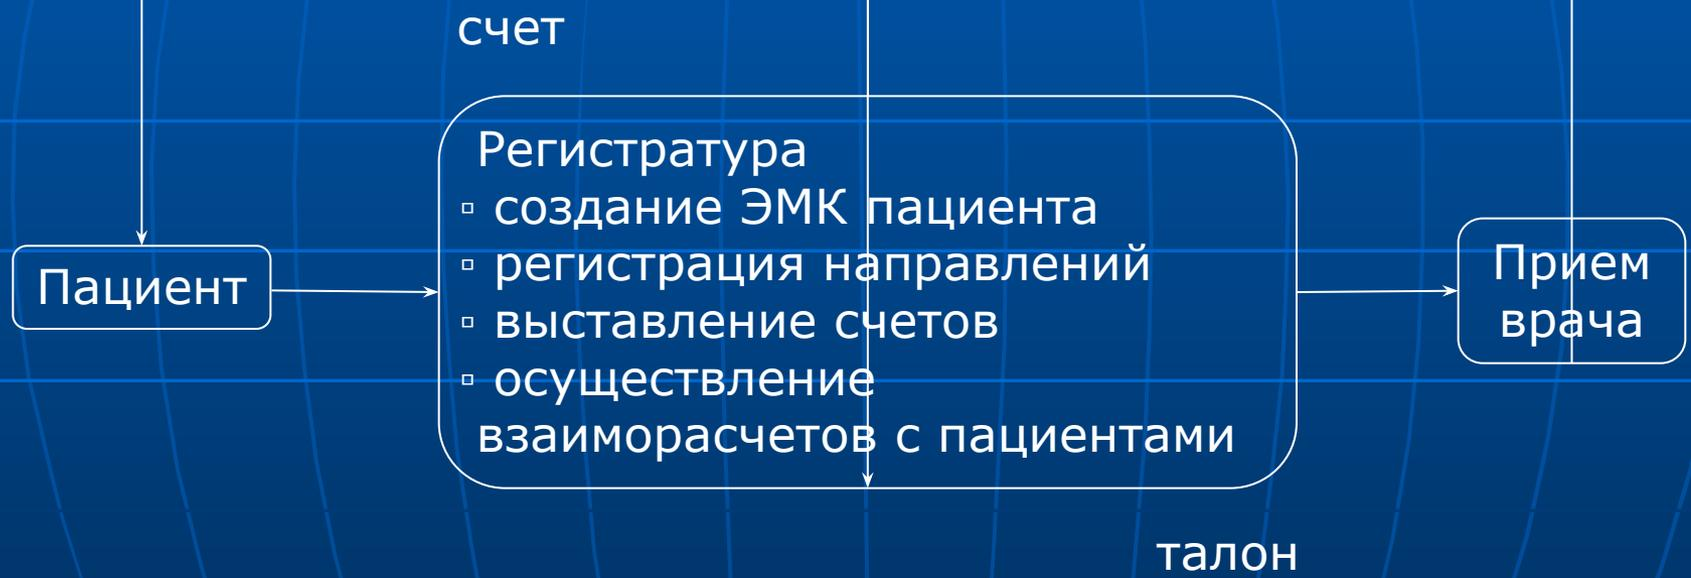 счет
Регистратура
▫ создание ЭМК пациента
▫ регистрация направлений
▫ выставление счетов
▫ осуществление
взаиморасчетов с пациентами
Пациент
Прием
врача
талон